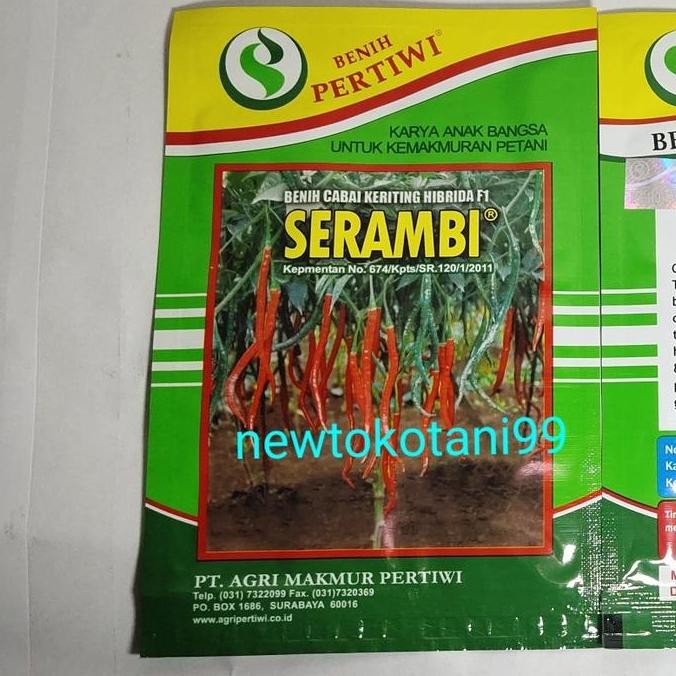 BENIH
PERTIWI®
KARYA ANAK BANGSA
UNTUK KEMAKMURAN PETANI
BENIH CABAI KERITING HIBRIDA F1
SERAMBI®
Kepmentan No. 674/Kpts/SR.120/1/2011
newtokotani99
PT. AGRI MAKMUR PERTIWI
Telp. (031) 7322099 Fax. (031)7320369
PO. BOX 1686, SURABAYA 60016
www.agripertiwi.co.id